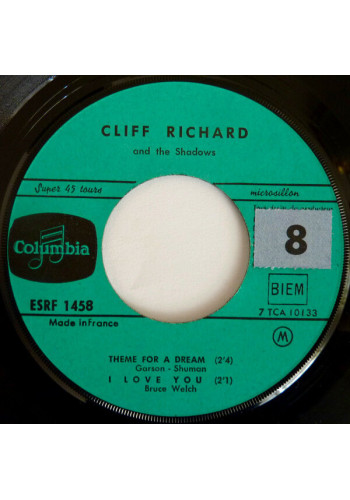 CLIFF RICHARD
and the Shadows
Super 45 tours
microsillon
8
Columbia
BIEM
ESRF 1458
7 TCA 10133
Made in France
M
THEME FOR A DREAM (2'4)
Garson - Shuman
I LOVE YOU (2'1)
Bruce Welch